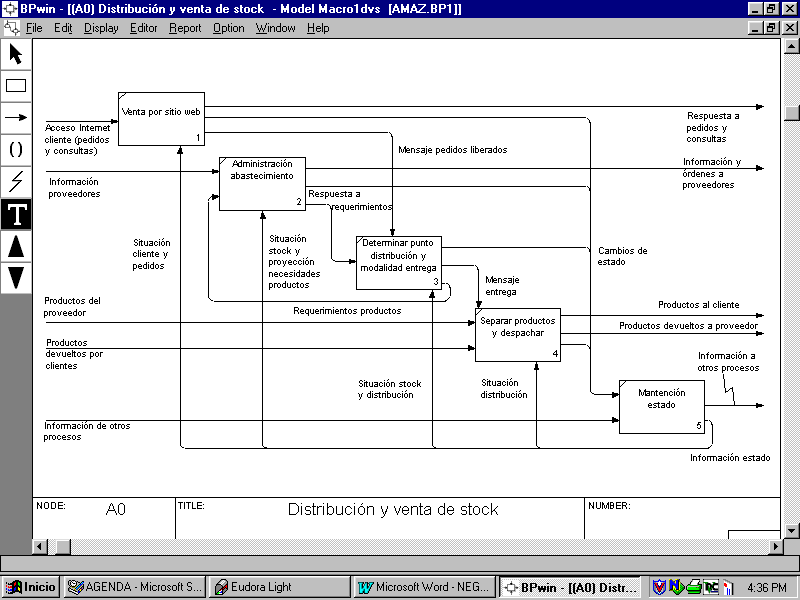 BPwin - [(A0) Distribución y venta de stock - Model Macro1dvs [AMAZ.BP1]]
File Edit Display Editor Report Option Window Help
T
Venta por sitio web
1
Acceso Internet
cliente (pedidos
y consultas)
Respuesta a
pedidos y
consultas
Mensaje pedidos liberados
Administración
abastecimiento
2
Información y
órdenes a
proveedores
Información
proveedores
Respuesta a
requerimientos
Situación
cliente y
pedidos
Situación
stock y
proyección
necesidades
productos
Determinar punto
distribución y
modalidad entrega
3
Cambios de
estado
Mensaje
entrega
Productos del
proveedor
Requerimientos productos
Productos al cliente
Separar productos
y despachar
4
Productos devueltos a proveedor
Productos
devueltos por
clientes
Información a
otros procesos
Situación stock
y distribución
Situación
distribución
Mantención
estado
5
Información de otros
procesos
Información estado
NODE: A0 TITLE: Distribución y venta de stock NUMBER:
Inicio AGENDA - Microsoft S... Eudora Light Microsoft Word - NEG... BPwin - [(A0) Distr... 4:36 PM